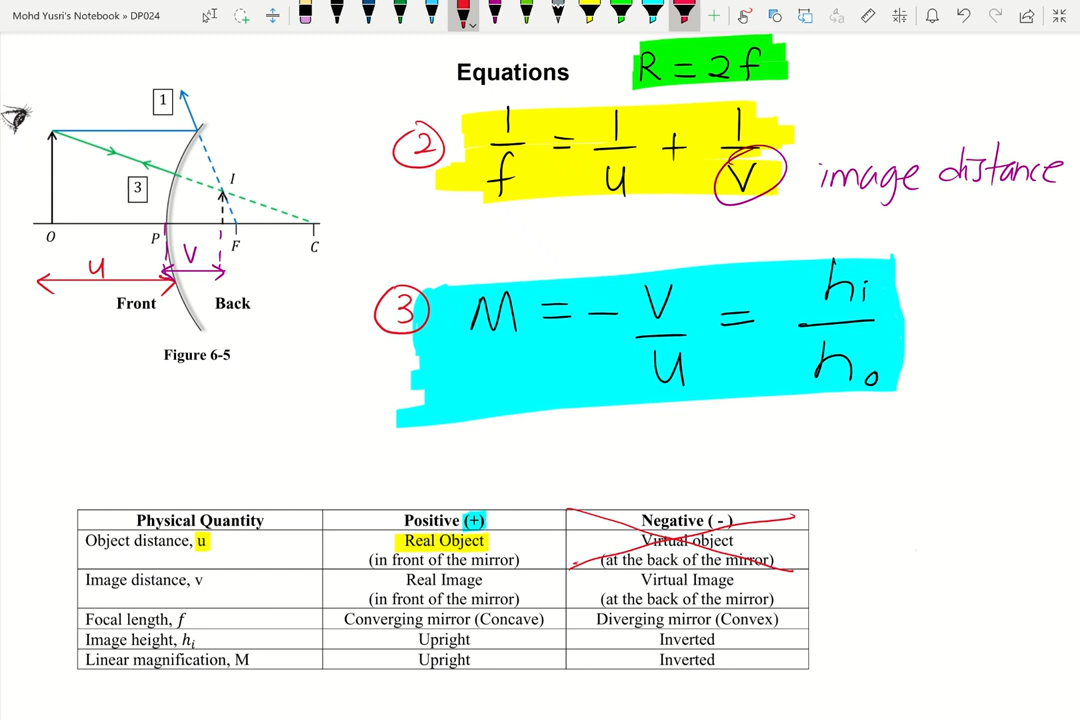 Mohd Yusri's Notebook » DP024
Equations
R = 2f
② 1/f = 1/u + 1/v image distance
③ M = - v/u = hi/ho
1
3
I
O
P
F
C
u
v
Front Back
Figure 6-5
Physical Quantity Positive (+) Negative ( - )
Object distance, u Real Object Virtual object
(in front of the mirror) (at the back of the mirror)
Image distance, v Real Image Virtual Image
(in front of the mirror) (at the back of the mirror)
Focal length, f Converging mirror (Concave) Diverging mirror (Convex)
Image height, hi Upright Inverted
Linear magnification, M Upright Inverted